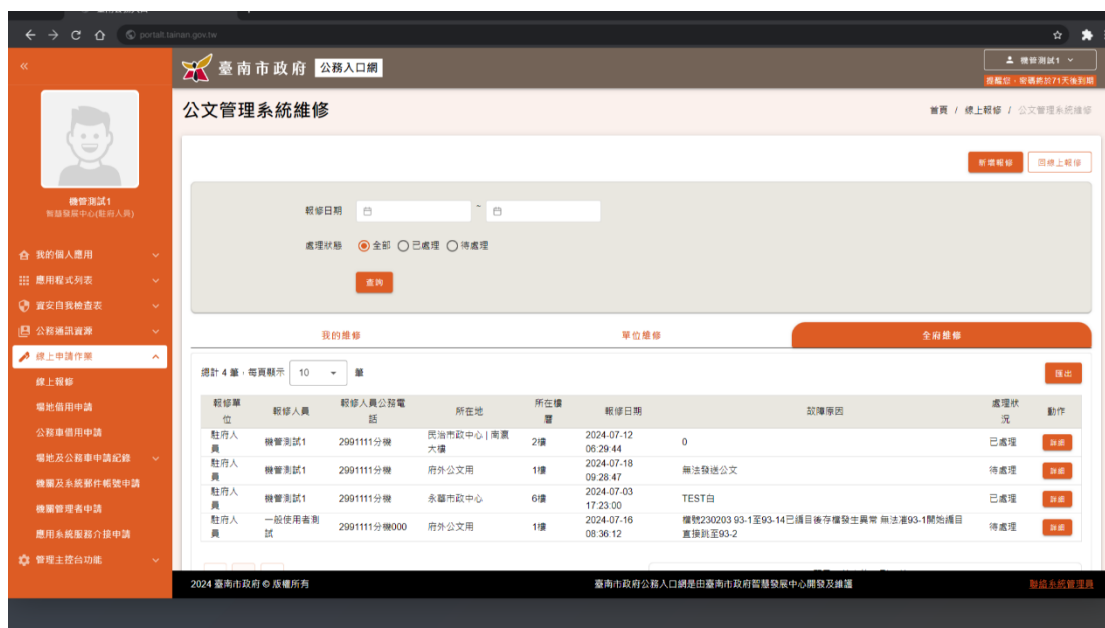 portalt.tainan.gov.tw
臺南市政府 公務入口網
機管測試1
提醒您，密碼將於71天後到期
公文管理系統維修
首頁 / 線上報修 / 公文管理系統維修
新增報修 回線上報修
機管測試1
智慧發展中心(駐府人員)
我的個人應用
應用程式列表
資安自我檢查表
公務通訊資源
線上申請作業
線上報修
場地借用申請
公務車借用申請
場地及公務車申請記錄
機關及系統郵件帳號申請
機關管理者申請
應用系統服務介接申請
管理主控台功能
報修日期 ~
處理狀態 全部 已處理 待處理
查詢
我的維修 單位維修 全府維修
總計 4 筆，每頁顯示 10 筆
匯出
報修單位 報修人員 報修人員公務電話 所在地 所在樓層 報修日期 故障原因 處理狀況 動作
駐府人員 機管測試1 2991111分機 民治市政中心 | 南瀛大樓 2樓 2024-07-12 06:29:44 0 已處理 詳細
駐府人員 機管測試1 2991111分機 府外公文用 1樓 2024-07-18 09:28:47 無法發送公文 待處理 詳細
駐府人員 機管測試1 2991111分機 永華市政中心 6樓 2024-07-03 17:23:00 TEST白 已處理 詳細
駐府人員 一般使用者測試 2991111分機000 府外公文用 1樓 2024-07-16 08:36:12 檔號230203 93-1至93-14已編目後存檔發生異常 無法准93-1開始編目 直接跳至93-2 待處理 詳細
2024 臺南市政府 © 版權所有
臺南市政府公務入口網是由臺南市政府智慧發展中心開發及維護
聯絡系統管理員